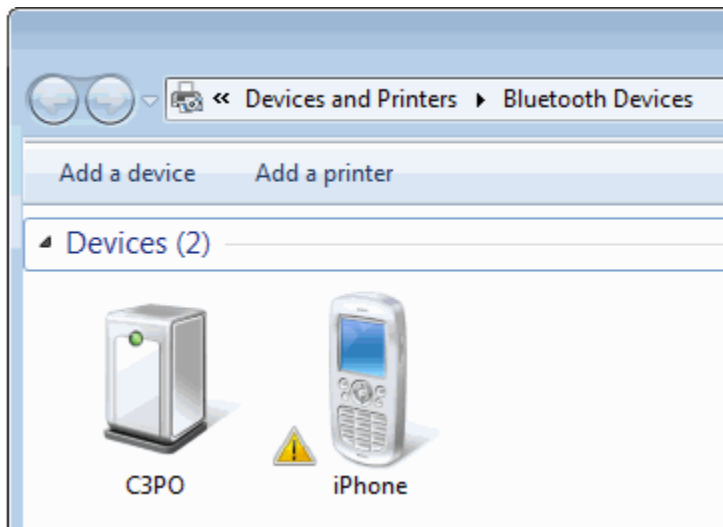 « Devices and Printers ▸ Bluetooth Devices
Add a device Add a printer
Devices (2)
C3PO iPhone